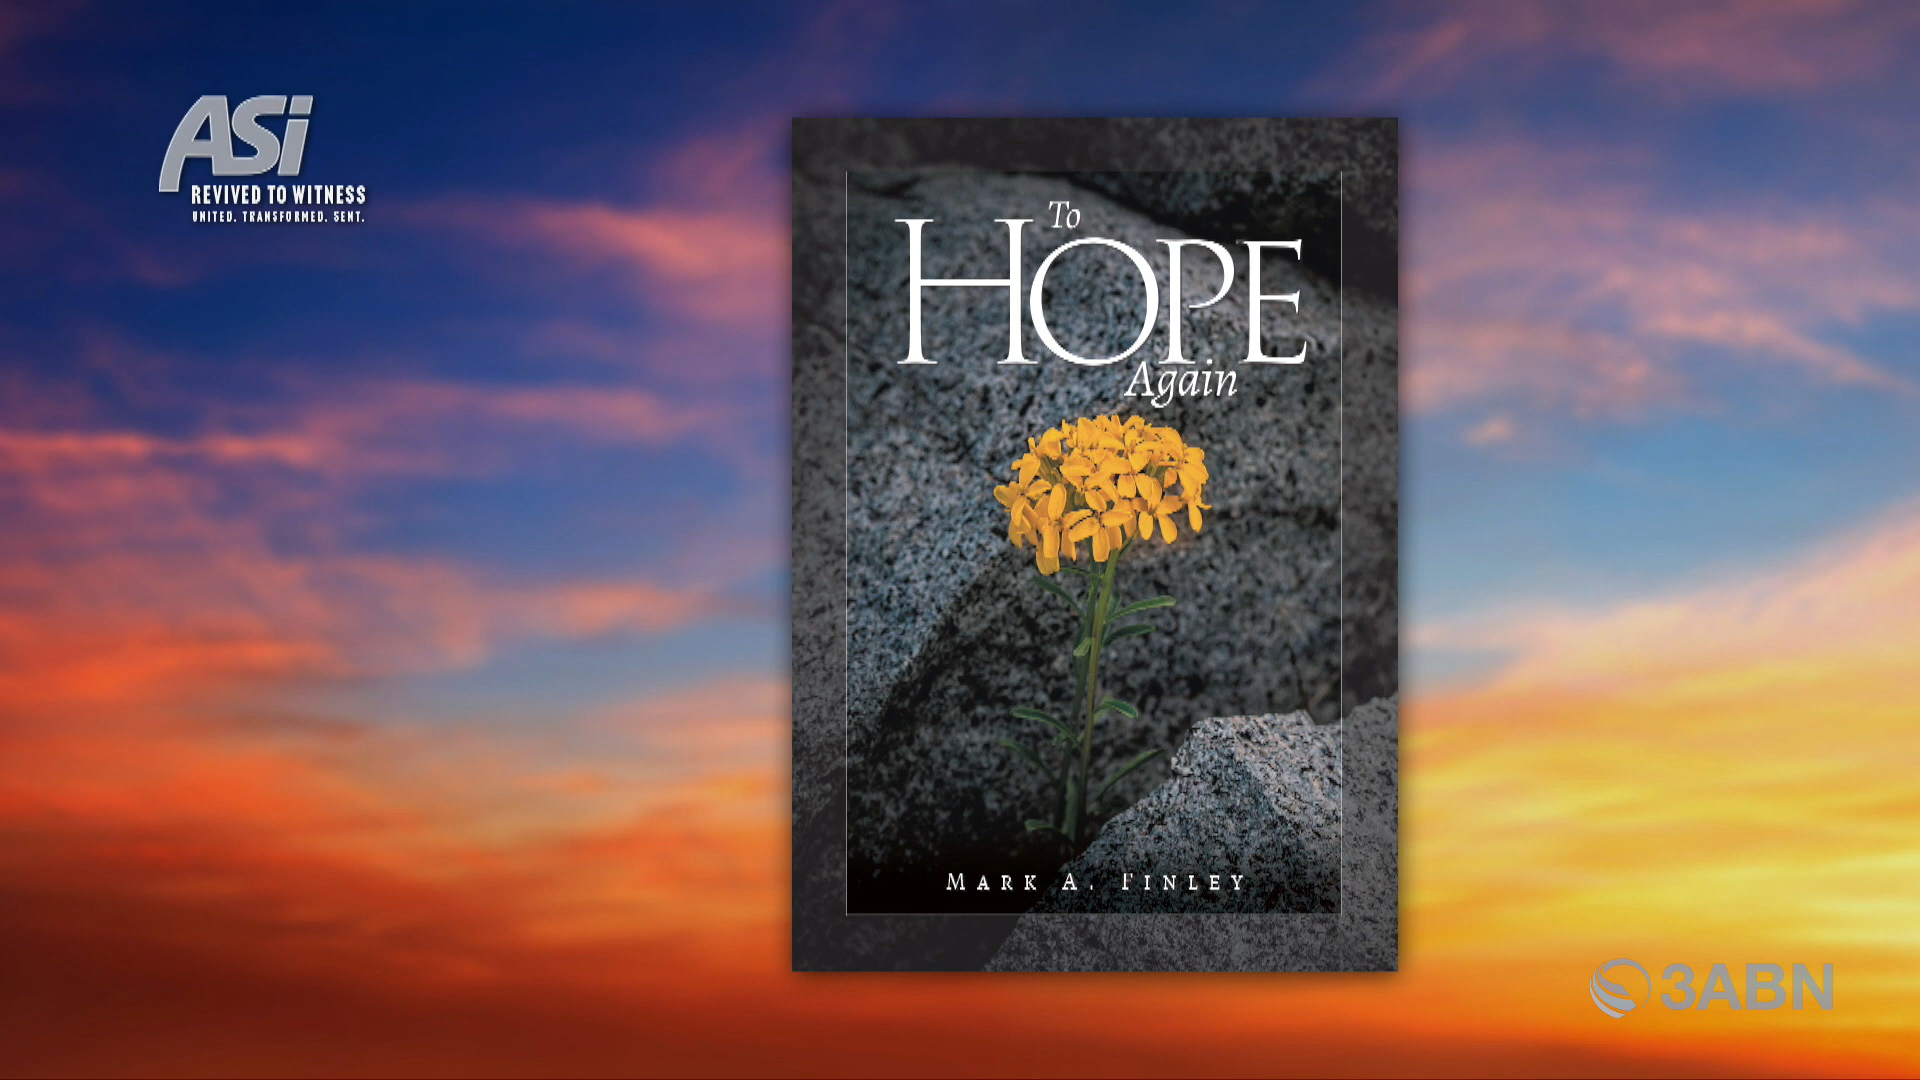 ASi
REVIVED TO WITNESS
UNITED. TRANSFORMED. SENT.
To
HOPE
Again
MARK A. FINLEY
3ABN